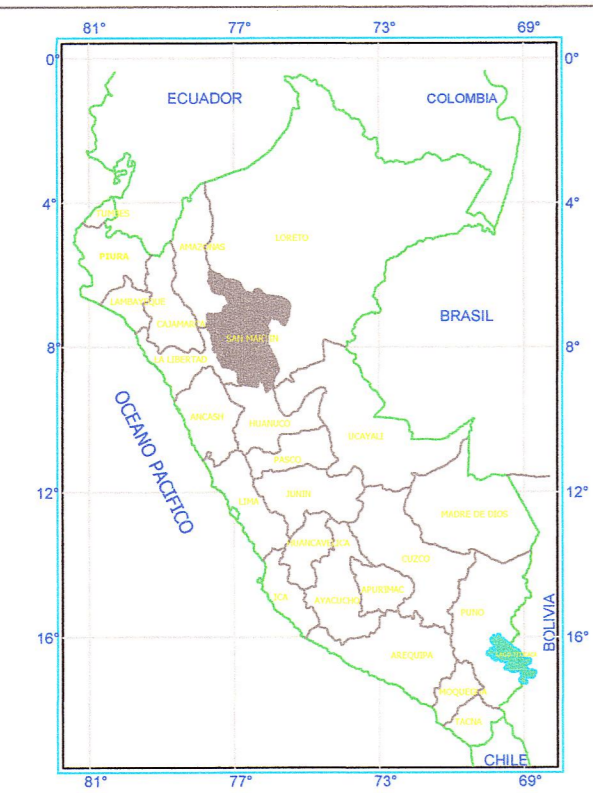 81° 77° 73° 69°
0° 0°
ECUADOR COLOMBIA
4° 4°
TUMBES
LORETO
AMAZONAS
PIURA
LAMBAYEQUE
BRASIL
CAJAMARCA
SAN MARTIN
8° 8°
LA LIBERTAD
OCEANO PACIFICO
ANCASH
HUANUCO
UCAYALI
PASCO
12° 12°
LIMA
JUNIN
MADRE DE DIOS
HUANCAVELICA
CUZCO
ICA
AYACUCHO
APURIMAC
PUNO
BOLIVIA
16° 16°
AREQUIPA
MOQUEGUA
TACNA
CHILE
81° 77° 73° 69°